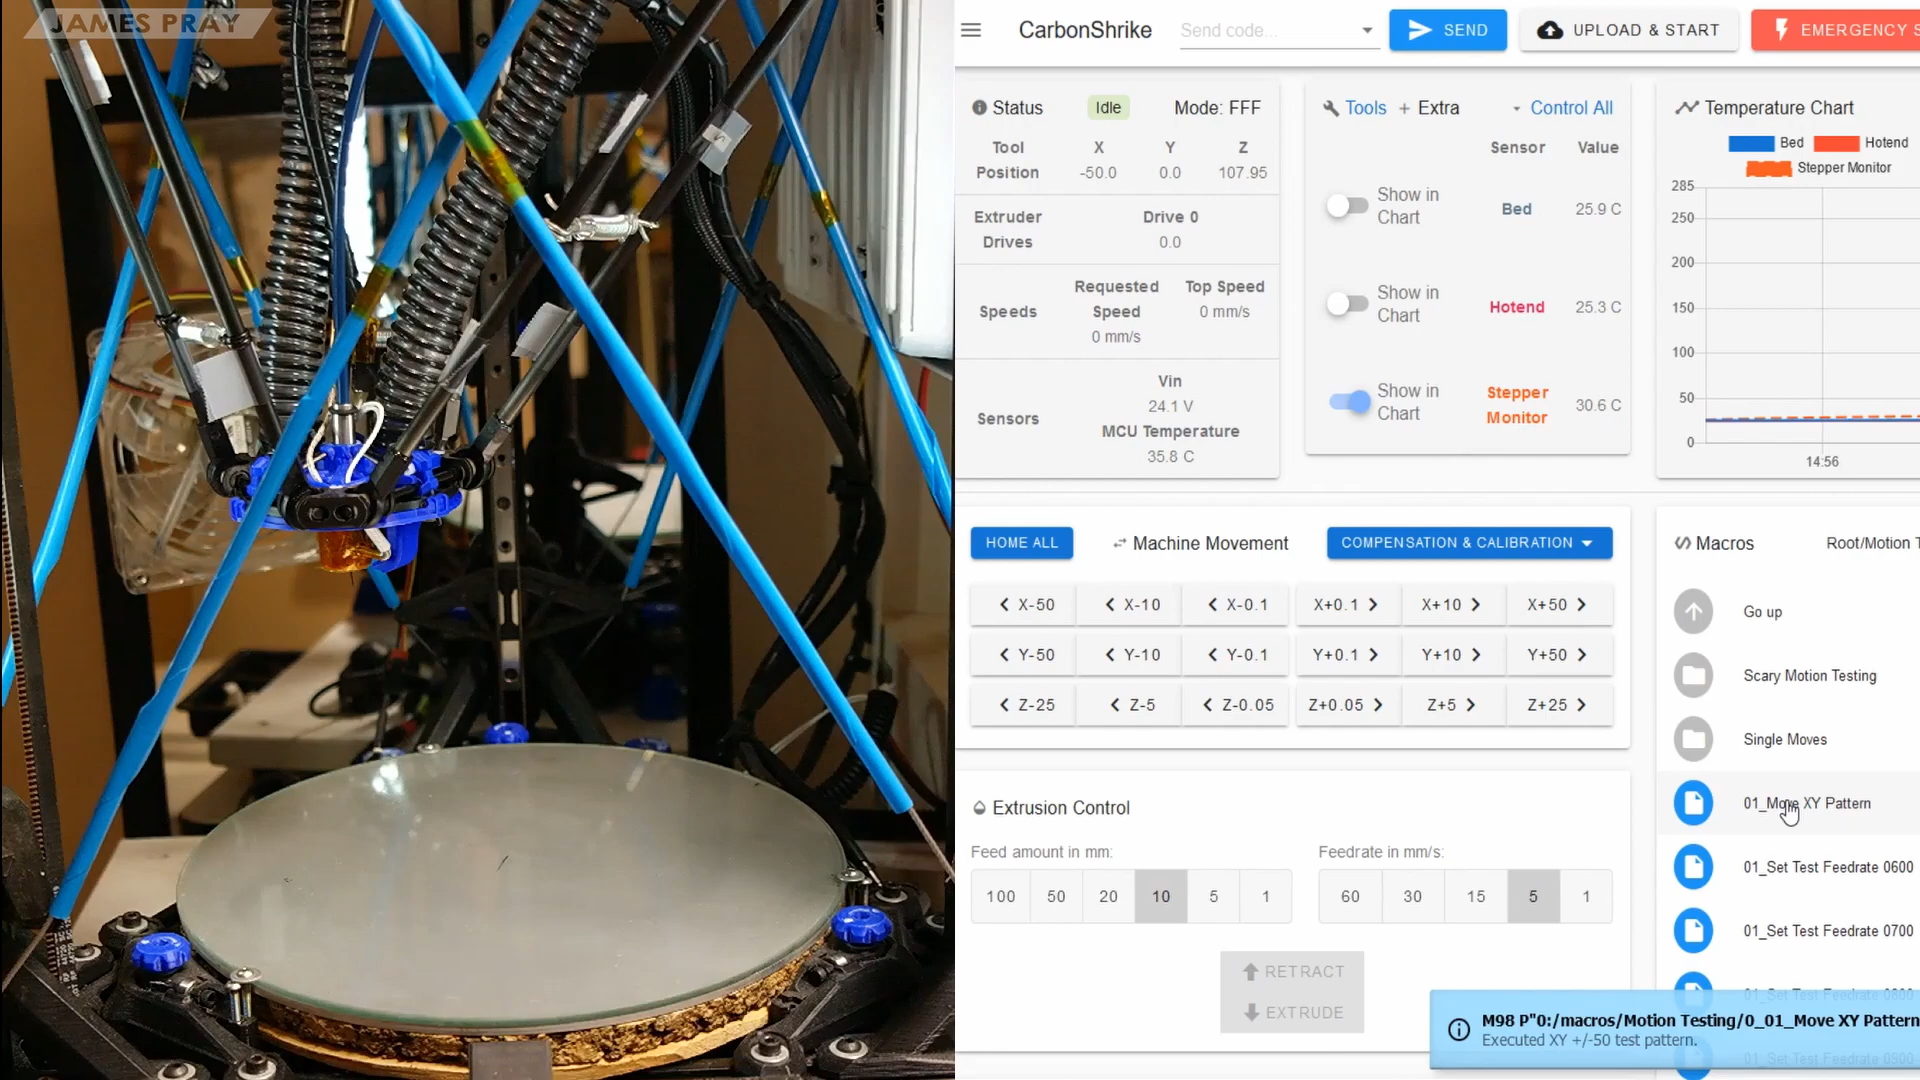 JAMES PRAY
CarbonShrike
Send code...
SEND
UPLOAD & START
EMERGENCY S
Status
Idle
Mode: FFF
Tool Position
X
Y
Z
-50.0
0.0
107.95
Extruder Drives
Drive 0
0.0
Speeds
Requested Speed
0 mm/s
Top Speed
0 mm/s
Sensors
Vin
24.1 V
MCU Temperature
35.8 C
Tools + Extra
Control All
Sensor
Value
Show in Chart
Bed
25.9 C
Show in Chart
Hotend
25.3 C
Show in Chart
Stepper Monitor
30.6 C
Temperature Chart
Bed
Hotend
Stepper Monitor
285
250
200
150
100
50
0
14:56
HOME ALL
Machine Movement
COMPENSATION & CALIBRATION
X-50
X-10
X-0.1
X+0.1
X+10
X+50
Y-50
Y-10
Y-0.1
Y+0.1
Y+10
Y+50
Z-25
Z-5
Z-0.05
Z+0.05
Z+5
Z+25
Extrusion Control
Feed amount in mm:
100
50
20
10
5
1
Feedrate in mm/s:
60
30
15
5
1
RETRACT
EXTRUDE
Macros
Root/Motion T
Go up
Scary Motion Testing
Single Moves
01_Move XY Pattern
01_Set Test Feedrate 0600
01_Set Test Feedrate 0700
01_Set Test Feedrate 0800
M98 P"0:/macros/Motion Testing/0_01_Move XY Pattern
Executed XY +/-50 test pattern.
01_Set Test Feedrate 0900